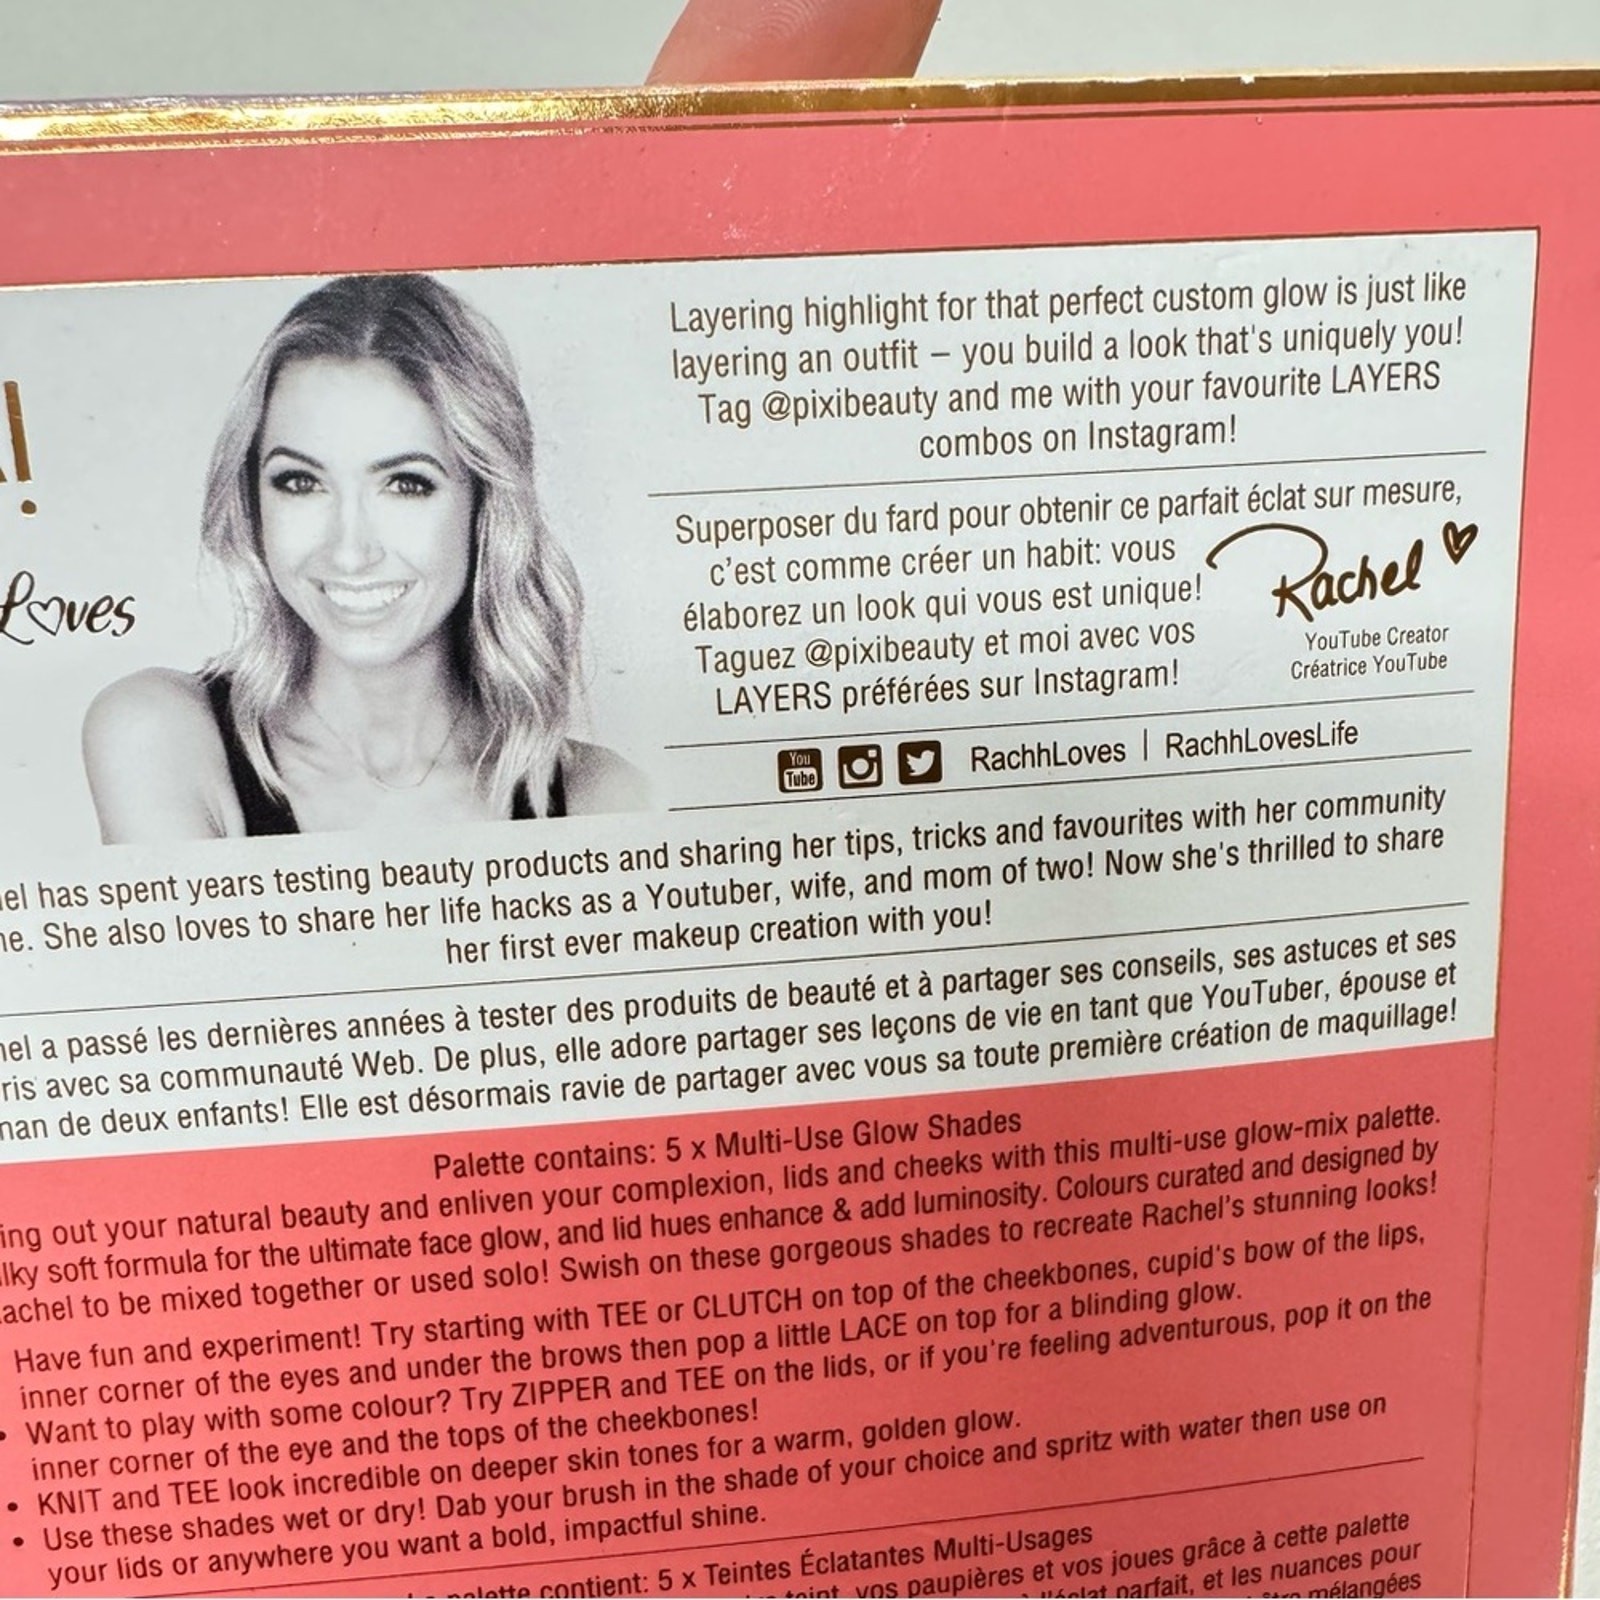 !
Loves
Layering highlight for that perfect custom glow is just like
layering an outfit – you build a look that's uniquely you!
Tag @pixibeauty and me with your favourite LAYERS
combos on Instagram!
Superposer du fard pour obtenir ce parfait éclat sur mesure,
c'est comme créer un habit: vous
élaborez un look qui vous est unique!
Taguez @pixibeauty et moi avec vos
LAYERS préférées sur Instagram!
Rachel
YouTube Creator
Créatrice YouTube
You
Tube
RachhLoves | RachhLovesLife
has spent years testing beauty products and sharing her tips, tricks and favourites with her community
She also loves to share her life hacks as a Youtuber, wife, and mom of two! Now she's thrilled to share
her first ever makeup creation with you!
a passé les dernières années à tester des produits de beauté et à partager ses conseils, ses astuces et ses
avec sa communauté Web. De plus, elle adore partager ses leçons de vie en tant que YouTuber, épouse et
de deux enfants! Elle est désormais ravie de partager avec vous sa toute première création de maquillage!
Palette contains: 5 x Multi-Use Glow Shades
out your natural beauty and enliven your complexion, lids and cheeks with this multi-use glow-mix palette.
soft formula for the ultimate face glow, and lid hues enhance & add luminosity. Colours curated and designed by
to be mixed together or used solo! Swish on these gorgeous shades to recreate Rachel's stunning looks!
Have fun and experiment! Try starting with TEE or CLUTCH on top of the cheekbones, cupid's bow of the lips,
inner corner of the eyes and under the brows then pop a little LACE on top for a blinding glow.
• Want to play with some colour? Try ZIPPER and TEE on the lids, or if you're feeling adventurous, pop it on the
inner corner of the eye and the tops of the cheekbones!
• KNIT and TEE look incredible on deeper skin tones for a warm, golden glow.
• Use these shades wet or dry! Dab your brush in the shade of your choice and spritz with water then use on
your lids or anywhere you want a bold, impactful shine.
palette contient: 5 x Teintes Éclatantes Multi-Usages
teint, vos paupières et vos joues grâce à cette palette
l'éclat parfait, et les nuances pour
mélangées